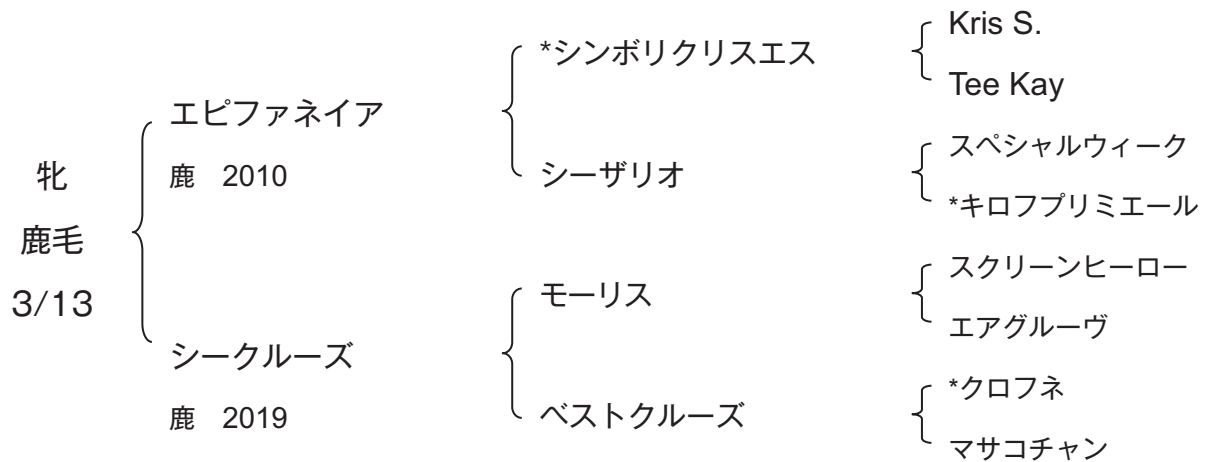 牝
鹿毛
3/13
エピファネイア
鹿 2010
シークルーズ
鹿 2019
*シンボリクリスエス
シーザリオ
モーリス
ベストクルーズ
Kris S.
Tee Kay
スペシャルウィーク
*キロフプリミエール
スクリーンヒーロー
エアグルーヴ
*クロフネ
マサコチャン